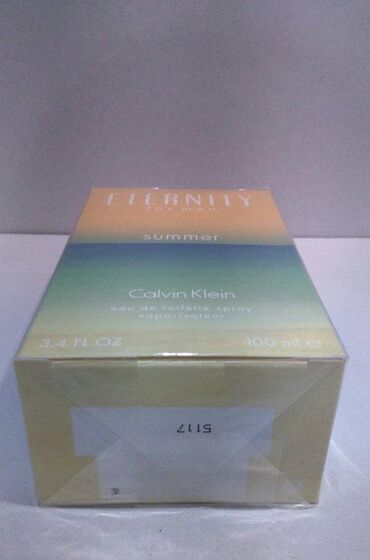 ETERNITY
for men
summer
Calvin Klein
eau de toilette spray
vaporisateur
3.4 FL OZ 100 ml ℮
5117